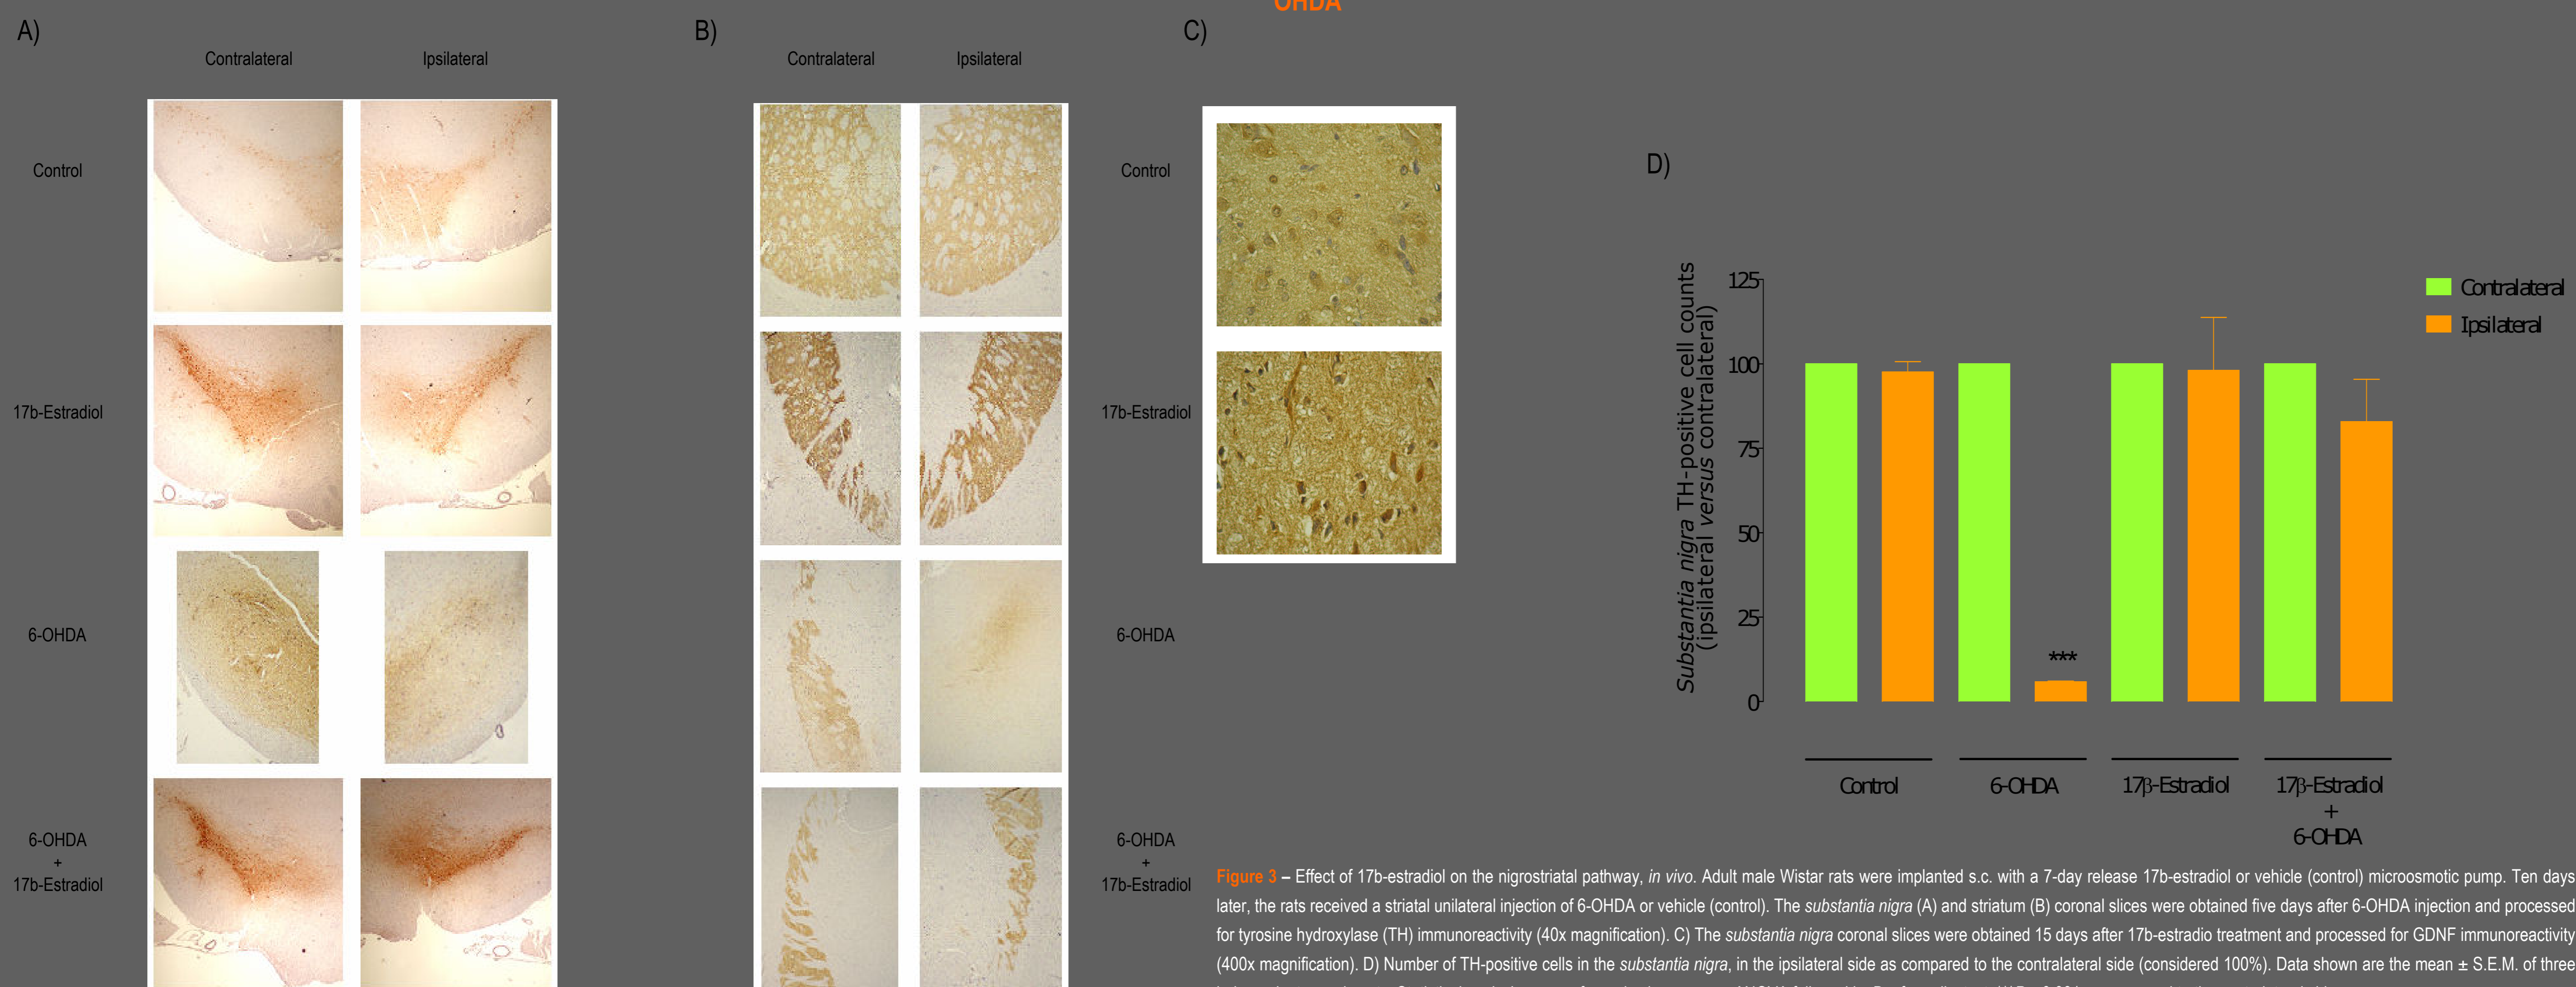 OHDA
A)
Contralateral
Ipsilateral
Control
17b-Estradiol
6-OHDA
6-OHDA
+
17b-Estradiol
B)
Contralateral
Ipsilateral
C)
Control
17b-Estradiol
6-OHDA
6-OHDA
+
17b-Estradiol
D)
Substantia nigra TH-positive cell counts
(ipsilateral versus contralateral)
125
100
75
50
25
0
***
Contralateral
Ipsilateral
Control
6-OHDA
17β-Estradiol
17β-Estradiol
+
6-OHDA
Figure 3 – Effect of 17b-estradiol on the nigrostriatal pathway, in vivo. Adult male Wistar rats were implanted s.c. with a 7-day release 17b-estradiol or vehicle (control) microosmotic pump. Ten days
later, the rats received a striatal unilateral injection of 6-OHDA or vehicle (control). The substantia nigra (A) and striatum (B) coronal slices were obtained five days after 6-OHDA injection and processed
for tyrosine hydroxylase (TH) immunoreactivity (40x magnification). C) The substantia nigra coronal slices were obtained 15 days after 17b-estradio treatment and processed for GDNF immunoreactivity
(400x magnification). D) Number of TH-positive cells in the substantia nigra, in the ipsilateral side as compared to the contralateral side (considered 100%). Data shown are the mean ± S.E.M. of three